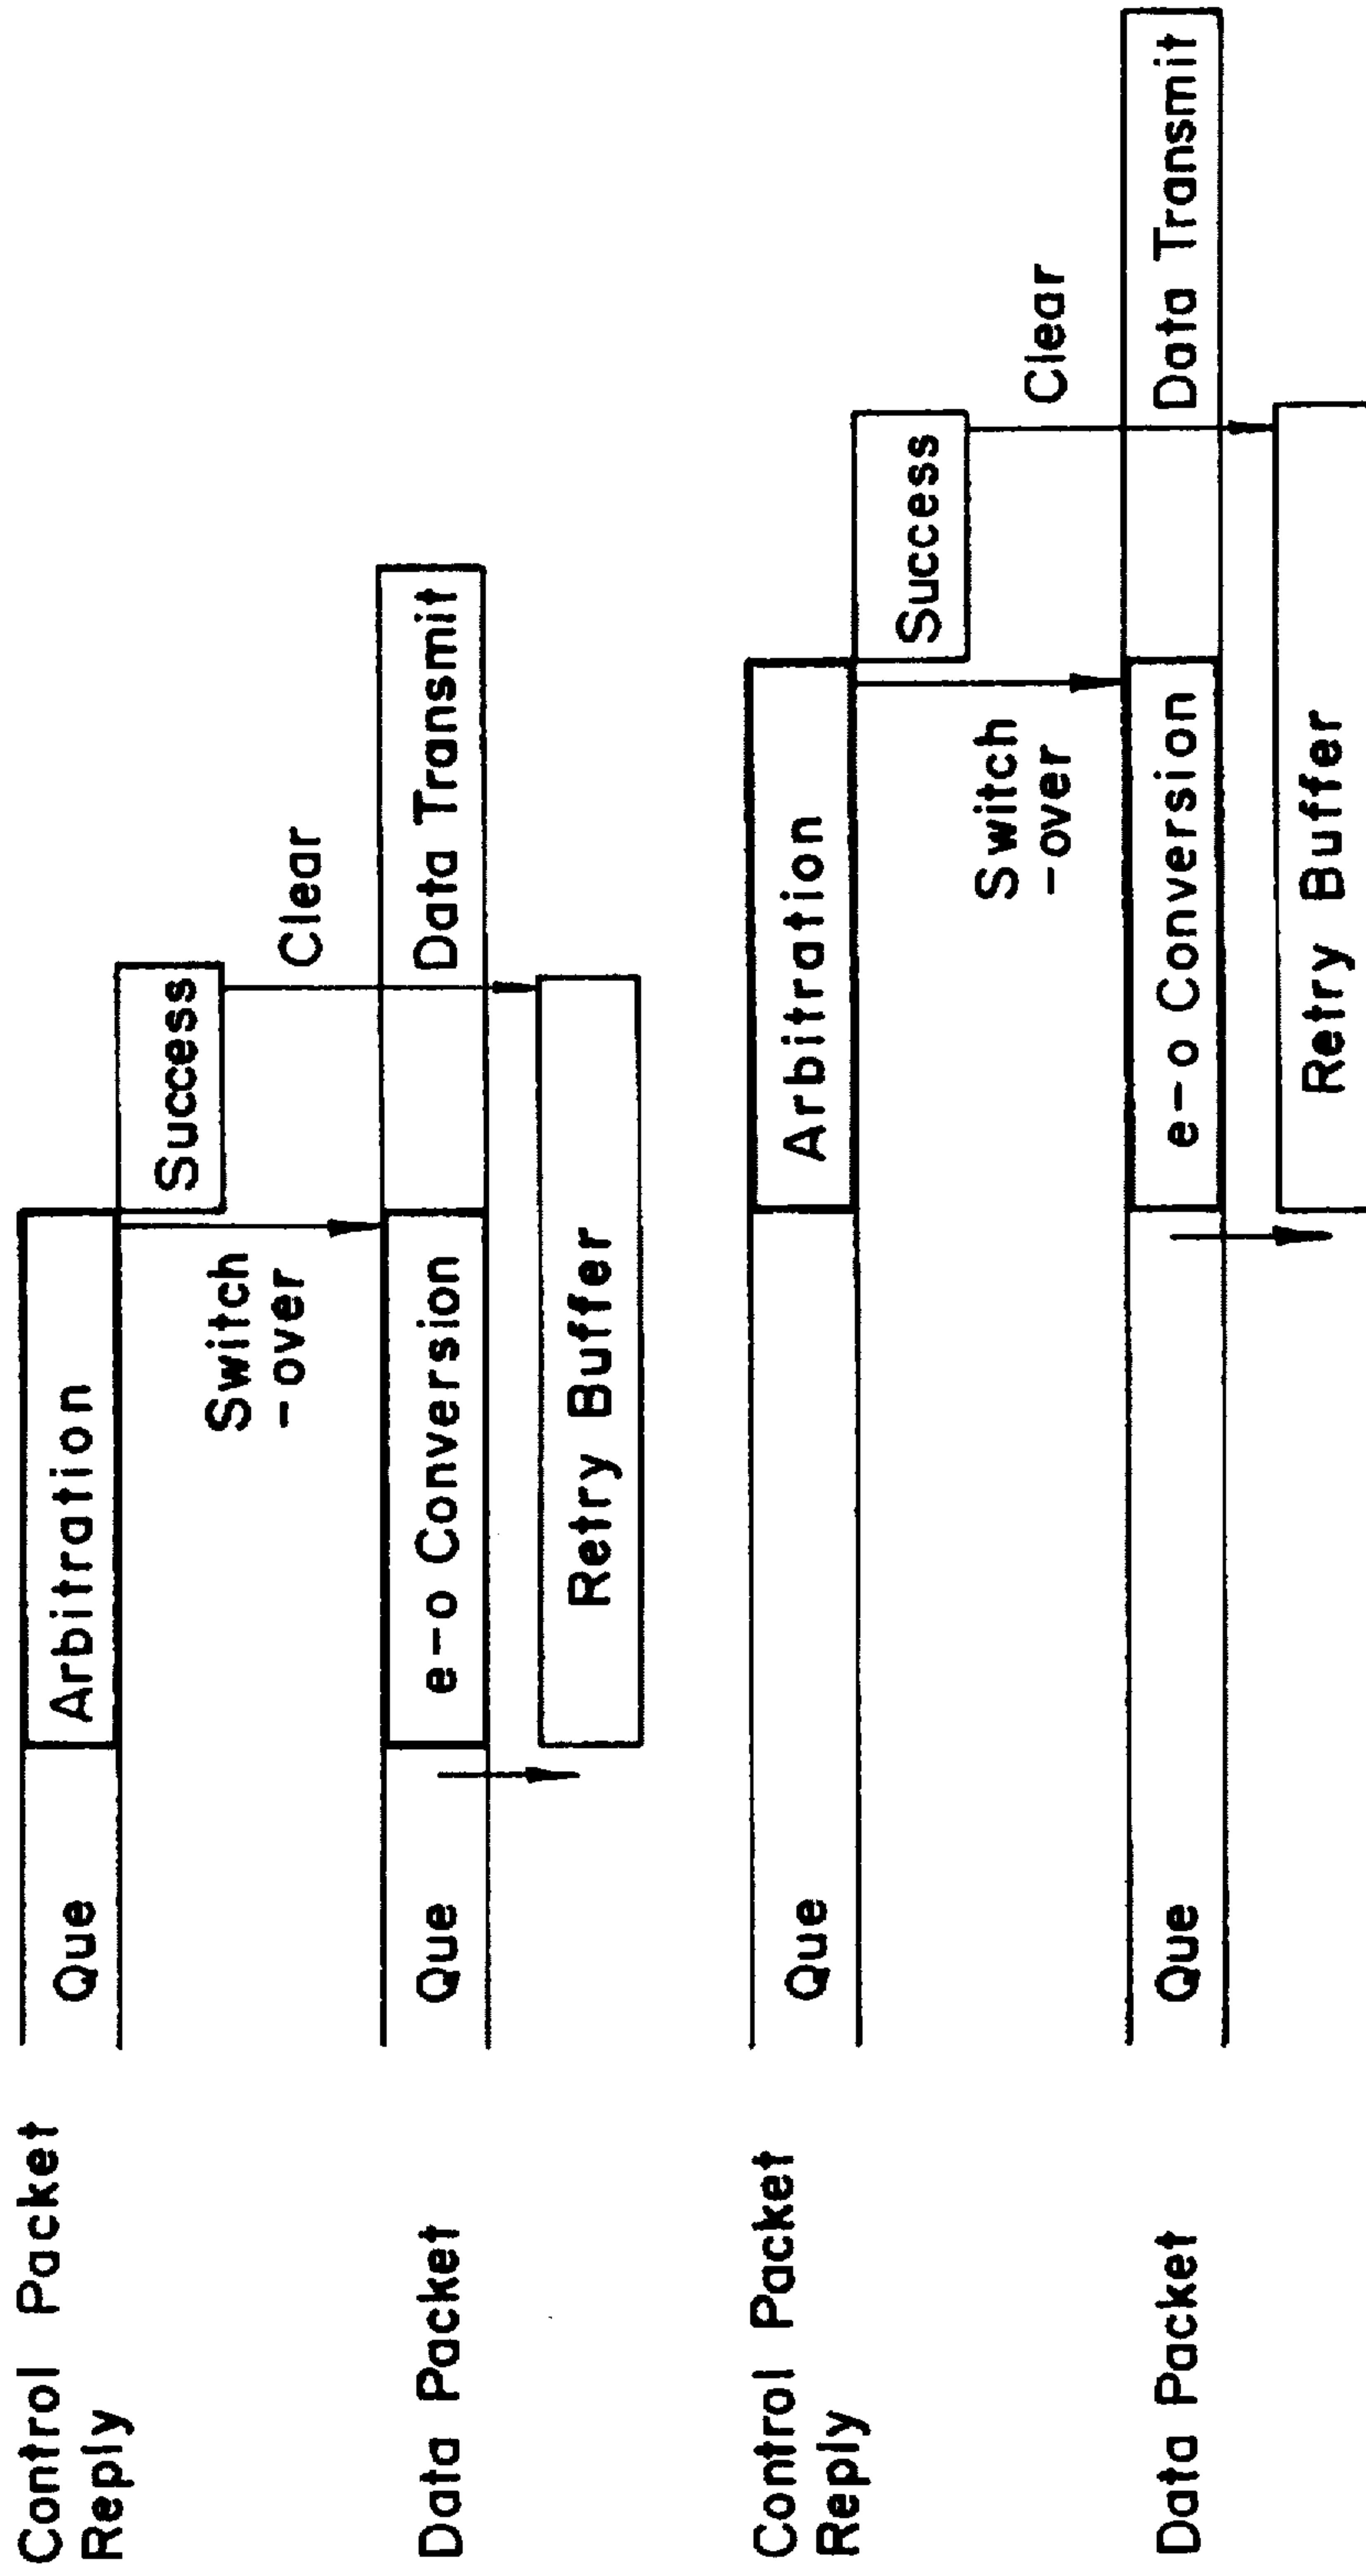 Control Packet
Reply
Que
Arbitration
Success
Switch
-over
Clear
Data Packet
Que
e-o Conversion
Data Transmit
Retry Buffer
Control Packet
Reply
Que
Arbitration
Success
Switch
-over
Clear
Data Packet
Que
e-o Conversion
Data Transmit
Retry Buffer